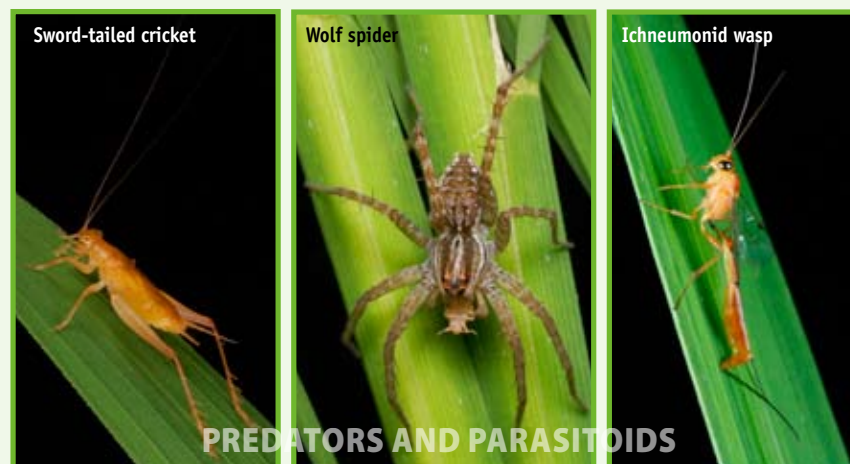 Sword-tailed cricket
Wolf spider
Ichneumonid wasp
PREDATORS AND PARASITOIDS